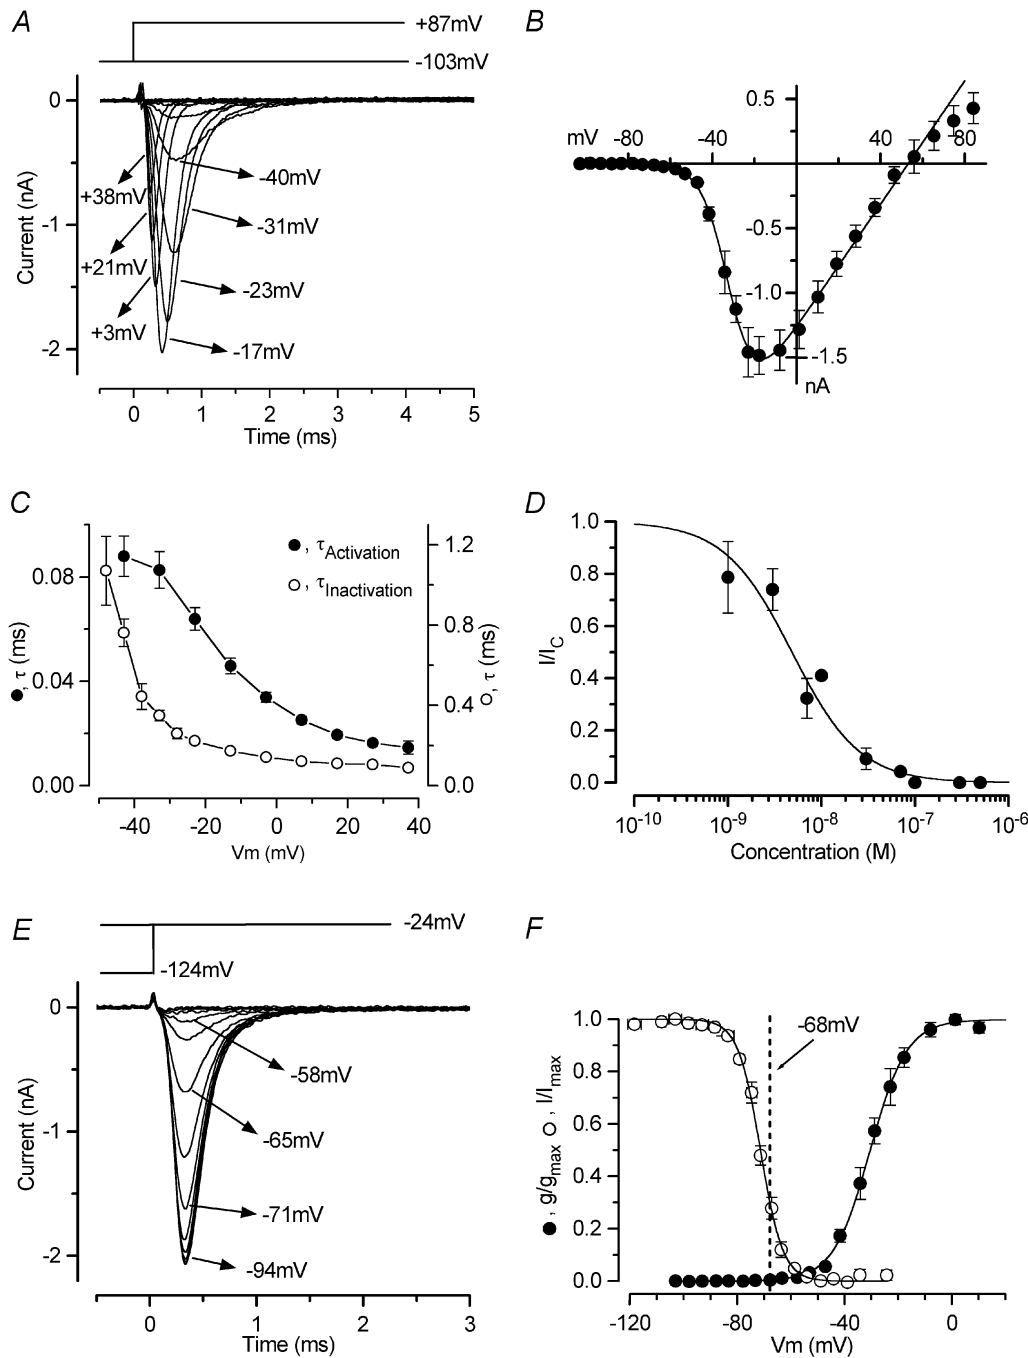 A
+87mV
-103mV
0
-1
-2
Current (nA)
+38mV
+21mV
+3mV
-40mV
-31mV
-23mV
-17mV
0 1 2 3 4 5
Time (ms)
B
mV -80 -40 40 80
0.5
-0.5
-1.0
-1.5
nA
C
●, τActivation
○, τInactivation
0.08
0.04
0.00
●, τ (ms)
1.2
0.8
0.4
0.0
○, τ (ms)
-40 -20 0 20 40
Vm (mV)
D
1.0
0.8
0.6
0.4
0.2
0.0
I/IC
10-10 10-9 10-8 10-7 10-6
Concentration (M)
E
-24mV
-124mV
0
-1
-2
Current (nA)
-58mV
-65mV
-71mV
-94mV
0 1 2 3
Time (ms)
F
-68mV
1.0
0.8
0.6
0.4
0.2
0.0
●, g/gmax ○, I/Imax
-120 -80 -40 0
Vm (mV)